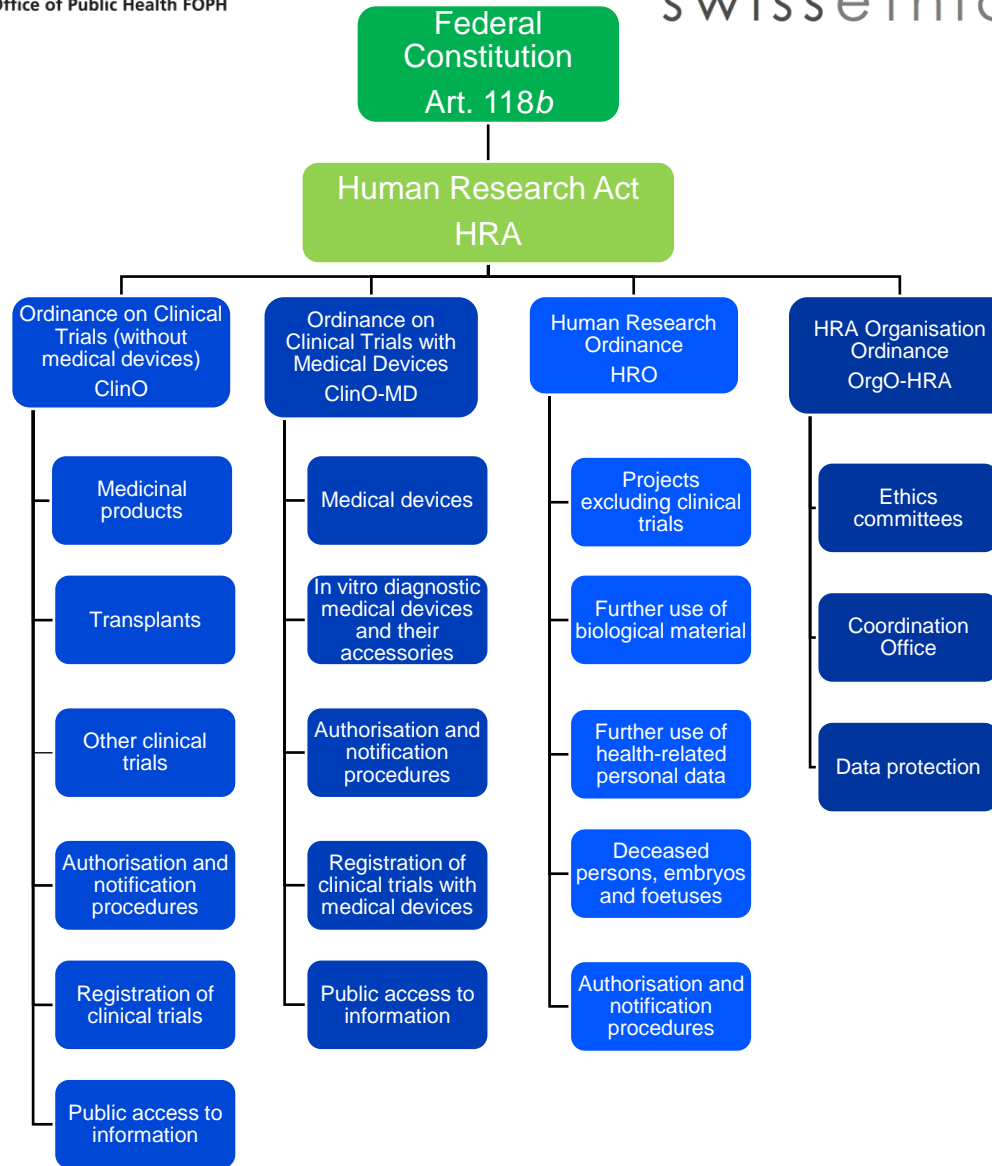 Office of Public Health FOPH
swissethic
Federal
Constitution
Art. 118b
Human Research Act
HRA
Ordinance on Clinical
Trials (without
medical devices)
ClinO
Ordinance on
Clinical Trials with
Medical Devices
ClinO-MD
Human Research
Ordinance
HRO
HRA Organisation
Ordinance
OrgO-HRA
Medicinal
products
Transplants
Other clinical
trials
Authorisation and
notification
procedures
Registration of
clinical trials
Public access to
information
Medical devices
In vitro diagnostic
medical devices
and their
accessories
Authorisation and
notification
procedures
Registration of
clinical trials with
medical devices
Public access to
information
Projects
excluding clinical
trials
Further use of
biological material
Further use of
health-related
personal data
Deceased
persons, embryos
and foetuses
Authorisation and
notification
procedures
Ethics
committees
Coordination
Office
Data protection